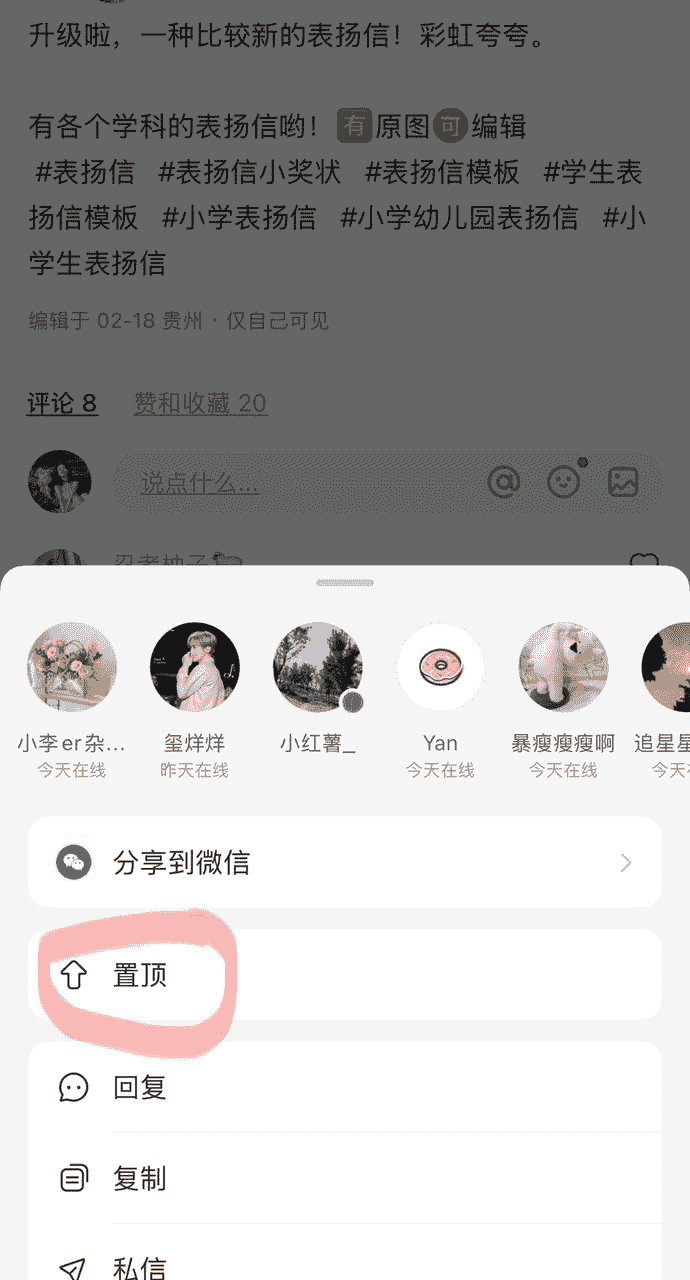 升级啦，一种比较新的表扬信！彩虹夸夸。
有各个学科的表扬信哟！有原图可编辑
#表扬信 #表扬信小奖状 #表扬信模板 #学生表
扬信模板 #小学表扬信 #小学幼儿园表扬信 #小
学生表扬信
编辑于 02-18 贵州 · 仅自己可见
评论 8 赞和收藏 20
说点什么...
小李er杂... 玺烊烊 小红薯_ Yan 暴瘦瘦瘦啊 追星星
今天在线 昨天在线 今天在线 今天在线 今天
分享到微信
置顶
回复
复制
私信